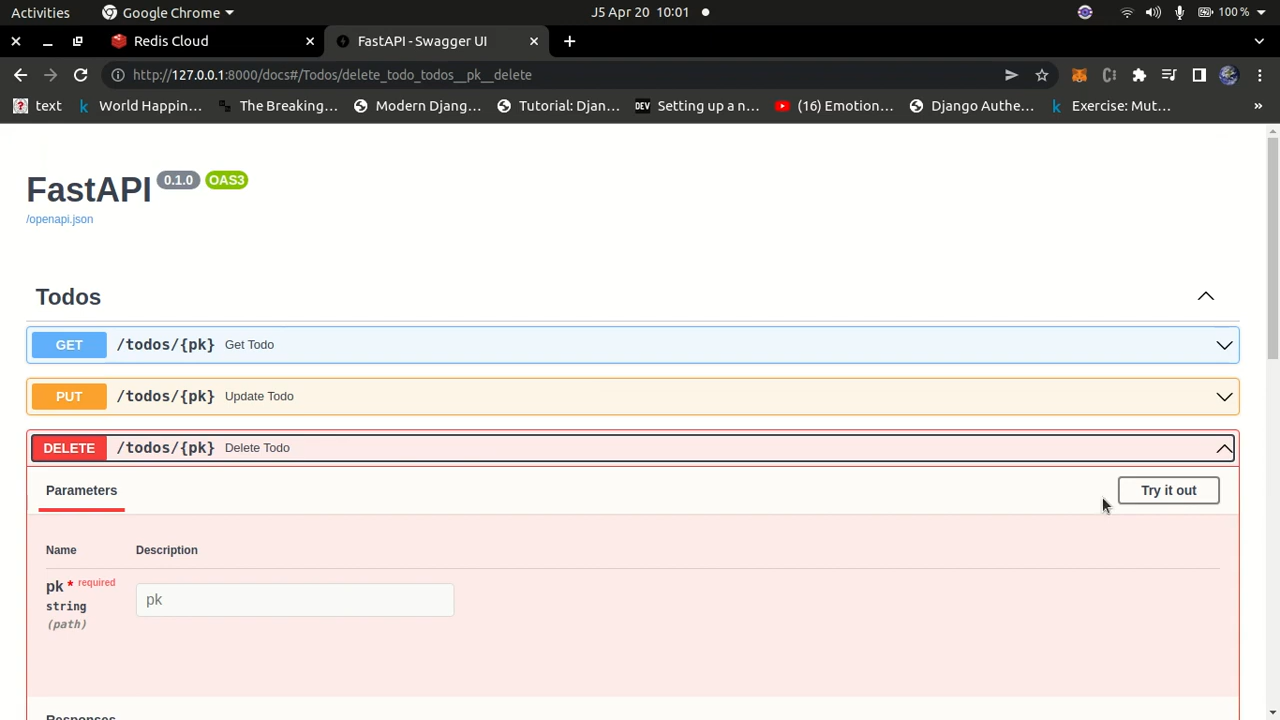 Activities Google Chrome J5 Apr 20 10:01 100 %
Redis Cloud FastAPI - Swagger UI
http://127.0.0.1:8000/docs#/Todos/delete_todo_todos__pk__delete
text World Happin... The Breaking... Modern Djang... Tutorial: Djan... DEV Setting up a n... (16) Emotion... Django Authe... Exercise: Mut... »
FastAPI 0.1.0 OAS3
/openapi.json
Todos
GET /todos/{pk} Get Todo
PUT /todos/{pk} Update Todo
DELETE /todos/{pk} Delete Todo
Parameters Try it out
Name Description
pk * required
string
(path)
pk
Responses